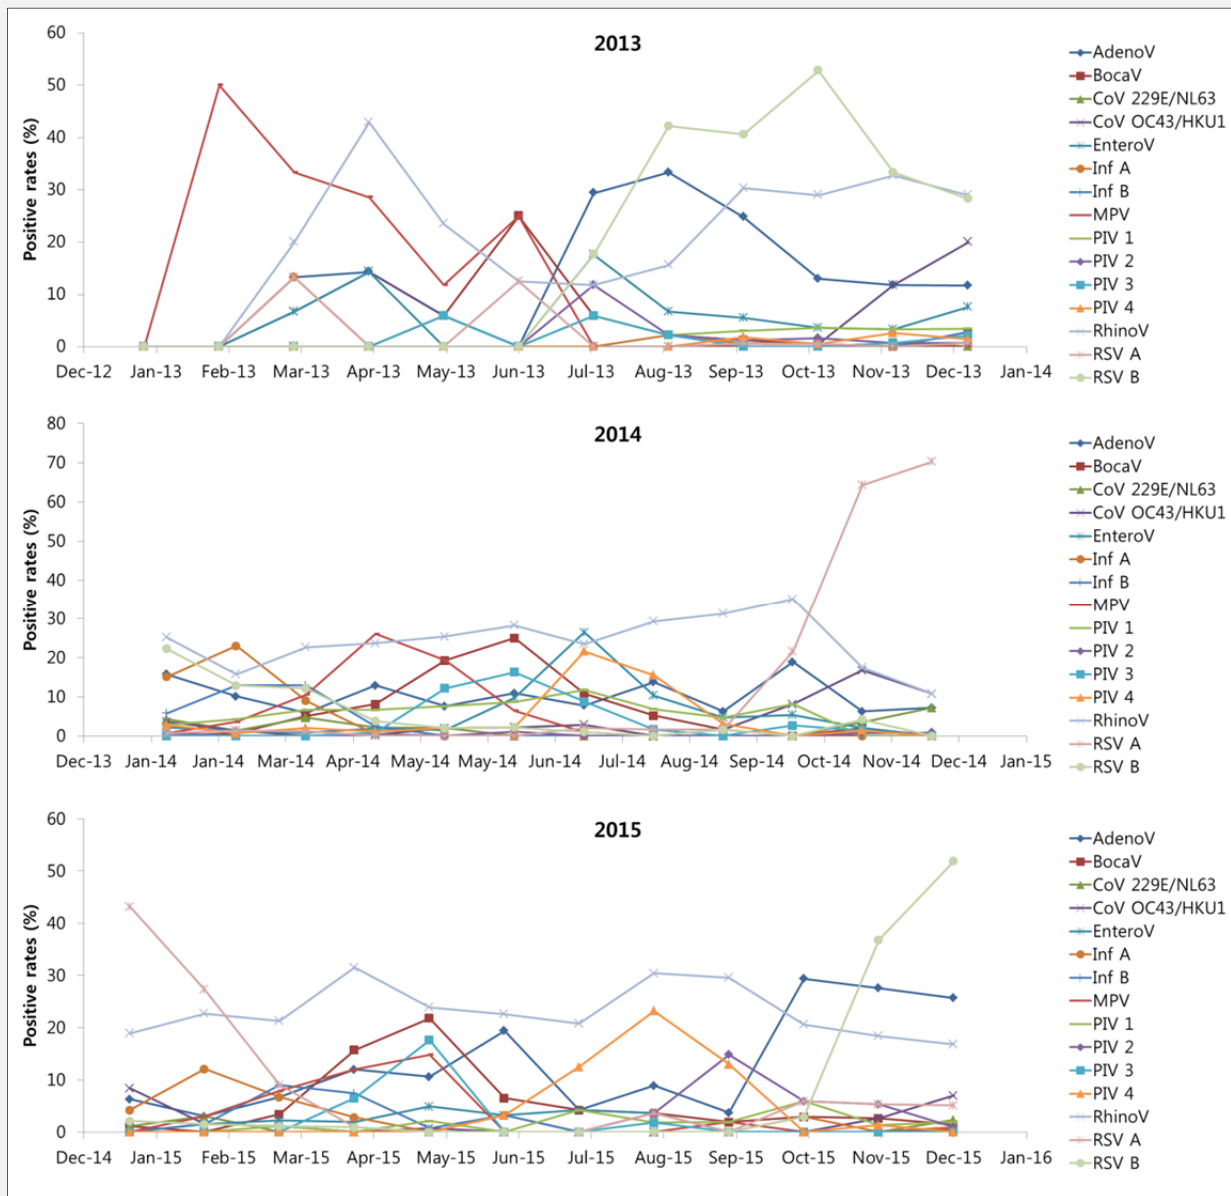 2013
60
50
40
30
20
10
0
Positive rates (%)
Dec-12 Jan-13 Feb-13 Mar-13 Apr-13 May-13 Jun-13 Jul-13 Aug-13 Sep-13 Oct-13 Nov-13 Dec-13 Jan-14
AdenoV
BocaV
CoV 229E/NL63
CoV OC43/HKU1
EnteroV
Inf A
Inf B
MPV
PIV 1
PIV 2
PIV 3
PIV 4
RhinoV
RSV A
RSV B
2014
80
70
60
50
40
30
20
10
0
Positive rates (%)
Dec-13 Jan-14 Jan-14 Mar-14 Apr-14 May-14 May-14 Jun-14 Jul-14 Aug-14 Sep-14 Oct-14 Nov-14 Dec-14 Jan-15
AdenoV
BocaV
CoV 229E/NL63
CoV OC43/HKU1
EnteroV
Inf A
Inf B
MPV
PIV 1
PIV 2
PIV 3
PIV 4
RhinoV
RSV A
RSV B
2015
60
50
40
30
20
10
0
Positive rates (%)
Dec-14 Jan-15 Feb-15 Mar-15 Apr-15 May-15 Jun-15 Jul-15 Aug-15 Sep-15 Oct-15 Nov-15 Dec-15 Jan-16
AdenoV
BocaV
CoV 229E/NL63
CoV OC43/HKU1
EnteroV
Inf A
Inf B
MPV
PIV 1
PIV 2
PIV 3
PIV 4
RhinoV
RSV A
RSV B